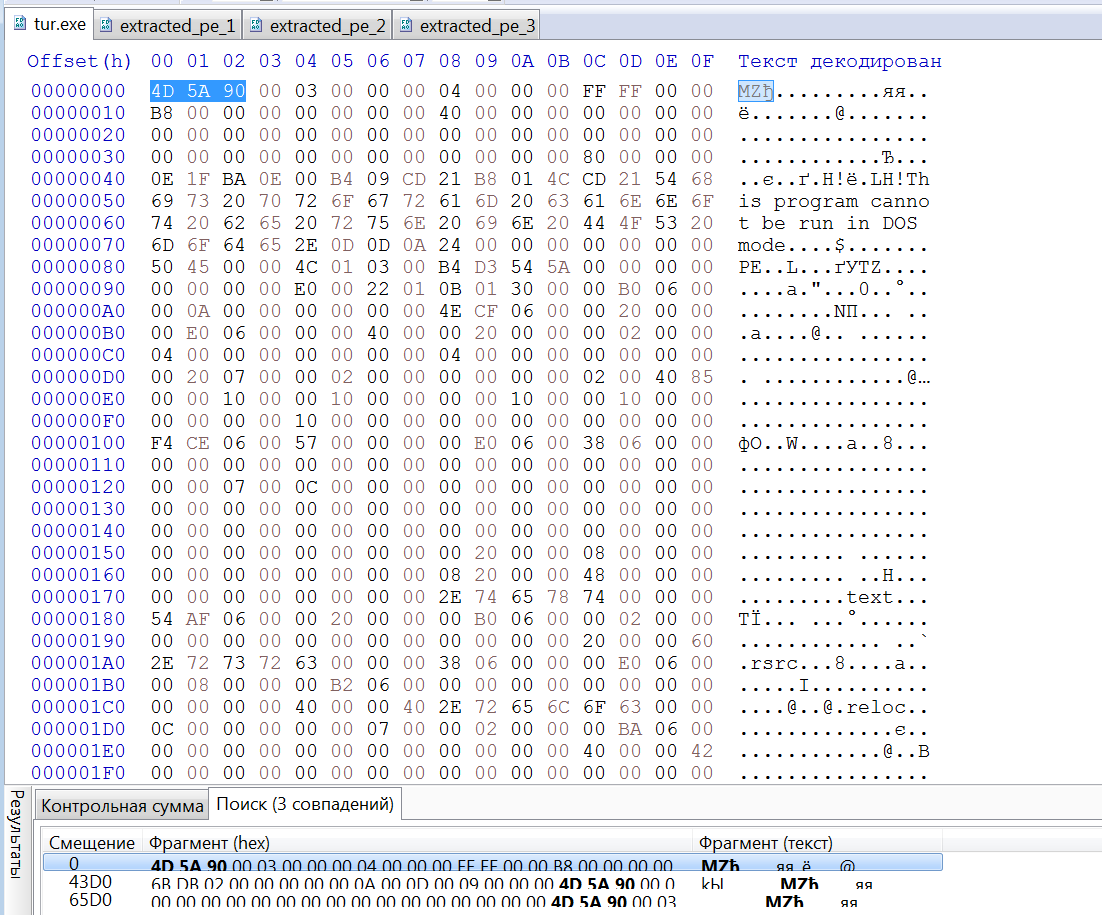 tur.exe extracted_pe_1 extracted_pe_2 extracted_pe_3
Offset(h) 00 01 02 03 04 05 06 07 08 09 0A 0B 0C 0D 0E 0F Текст декодирован
00000000 4D 5A 90 00 03 00 00 00 04 00 00 00 FF FF 00 00 MZђ.........яя..
00000010 B8 00 00 00 00 00 00 00 40 00 00 00 00 00 00 00 ё.......@.......
00000020 00 00 00 00 00 00 00 00 00 00 00 00 00 00 00 00 ................
00000030 00 00 00 00 00 00 00 00 00 00 00 00 80 00 00 00 ............Ђ...
00000040 0E 1F BA 0E 00 B4 09 CD 21 B8 01 4C CD 21 54 68 ..є..ґ.Н!ё.LН!Th
00000050 69 73 20 70 72 6F 67 72 61 6D 20 63 61 6E 6E 6F is program canno
00000060 74 20 62 65 20 72 75 6E 20 69 6E 20 44 4F 53 20 t be run in DOS
00000070 6D 6F 64 65 2E 0D 0D 0A 24 00 00 00 00 00 00 00 mode....$.......
00000080 50 45 00 00 4C 01 03 00 B4 D3 54 5A 00 00 00 00 PE..L...ґУTZ....
00000090 00 00 00 00 E0 00 22 01 0B 01 30 00 00 B0 06 00 ....а."...0..°..
000000A0 00 0A 00 00 00 00 00 00 4E CF 06 00 00 20 00 00 ........NП... ..
000000B0 00 E0 06 00 00 00 40 00 00 20 00 00 00 02 00 00 .а....@.. ......
000000C0 04 00 00 00 00 00 00 00 04 00 00 00 00 00 00 00 ................
000000D0 00 20 07 00 00 02 00 00 00 00 00 00 02 00 40 85 . ............@…
000000E0 00 00 10 00 00 10 00 00 00 00 10 00 00 10 00 00 ................
000000F0 00 00 00 00 10 00 00 00 00 00 00 00 00 00 00 00 ................
00000100 F4 CE 06 00 57 00 00 00 00 E0 06 00 38 06 00 00 фО..W....а..8...
00000110 00 00 00 00 00 00 00 00 00 00 00 00 00 00 00 00 ................
00000120 00 00 07 00 0C 00 00 00 00 00 00 00 00 00 00 00 ................
00000130 00 00 00 00 00 00 00 00 00 00 00 00 00 00 00 00 ................
00000140 00 00 00 00 00 00 00 00 00 00 00 00 00 00 00 00 ................
00000150 00 00 00 00 00 00 00 00 00 20 00 00 08 00 00 00 ......... ......
00000160 00 00 00 00 00 00 00 00 08 20 00 00 48 00 00 00 ......... ..H...
00000170 00 00 00 00 00 00 00 00 2E 74 65 78 74 00 00 00 .........text...
00000180 54 AF 06 00 00 20 00 00 00 B0 06 00 00 02 00 00 TЇ... ...°......
00000190 00 00 00 00 00 00 00 00 00 00 00 00 20 00 00 60 ............ ..`
000001A0 2E 72 73 72 63 00 00 00 38 06 00 00 00 E0 06 00 .rsrc...8....а..
000001B0 00 08 00 00 00 B2 06 00 00 00 00 00 00 00 00 00 .....І..........
000001C0 00 00 00 00 40 00 00 40 2E 72 65 6C 6F 63 00 00 ....@..@.reloc..
000001D0 0C 00 00 00 00 00 07 00 00 02 00 00 00 BA 06 00 .............є..
000001E0 00 00 00 00 00 00 00 00 00 00 00 00 40 00 00 42 ............@..B
000001F0 00 00 00 00 00 00 00 00 00 00 00 00 00 00 00 00 ................
Результаты
Контрольная сумма Поиск (3 совпадений)
Смещение Фрагмент (hex) Фрагмент (текст)
0 4D 5A 90 00 03 00 00 00 04 00 00 00 FF FF 00 00 B8 00 00 00 00 00 MZђ яя ё @
43D0 6B DB 02 00 00 00 00 00 0A 00 0D 00 09 00 00 00 4D 5A 90 00 0 kЫ MZђ яя
65D0 00 00 00 00 00 00 00 00 00 00 00 00 00 00 00 00 4D 5A 90 00 03 MZђ яя